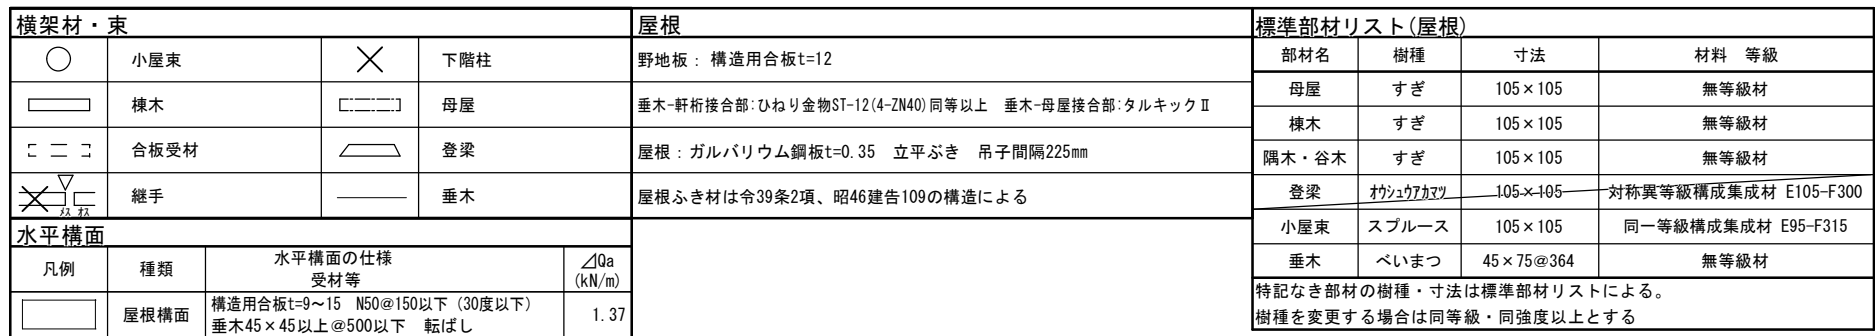 横架材・束
小屋束 下階柱
棟木 母屋
合板受材 登梁
メス オス 継手 垂木
水平構面
凡例 種類 水平構面の仕様 受材等 ⊿Qa (kN/m)
屋根構面 構造用合板t=9～15 N50@150以下（30度以下） 1.37
垂木45×45以上@500以下 転ばし
屋根
野地板：構造用合板t=12
垂木-軒桁接合部:ひねり金物ST-12(4-ZN40)同等以上 垂木-母屋接合部:タルキックⅡ
屋根：ガルバリウム鋼板t=0.35 立平ぶき 吊子間隔225mm
屋根ふき材は令39条2項、昭46建告109の構造による
標準部材リスト(屋根)
部材名 樹種 寸法 材料 等級
母屋 すぎ 105×105 無等級材
棟木 すぎ 105×105 無等級材
隅木・谷木 すぎ 105×105 無等級材
登梁 オウシュウアカマツ 105×105 対称異等級構成集成材 E105-F300
小屋束 スプルース 105×105 同一等級構成集成材 E95-F315
垂木 べいまつ 45×75@364 無等級材
特記なき部材の樹種・寸法は標準部材リストによる。
樹種を変更する場合は同等級・同強度以上とする